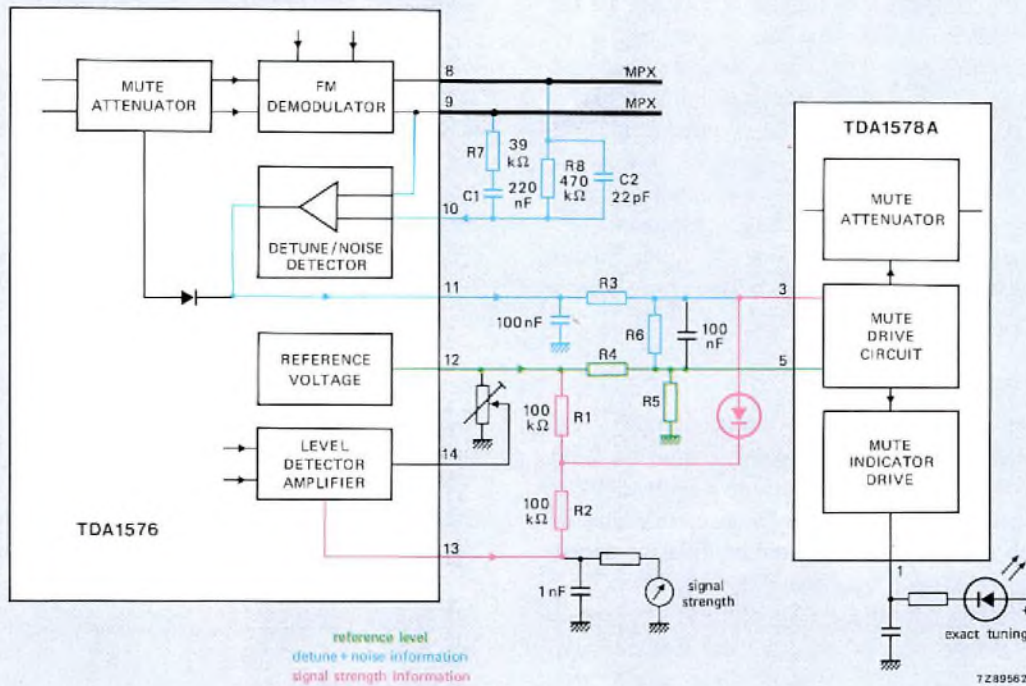 MUTE
ATTENUATOR
FM
DEMODULATOR
8
MPX
9
MPX
R7
39
kΩ
C1
220
nF
R8
470
kΩ
C2
22 pF
10
DETUNE/NOISE
DETECTOR
TDA1578A
MUTE
ATTENUATOR
11
100 nF
R3
R6
100
nF
3
MUTE
DRIVE
CIRCUIT
REFERENCE
VOLTAGE
12
R4
5
R5
100
kΩ
R1
LEVEL
DETECTOR
AMPLIFIER
14
MUTE
INDICATOR
DRIVE
100
kΩ
R2
TDA1576
13
1 nF
signal
strength
1
+
exact tuning
reference level
detune + noise information
signal strength information
7Z89562